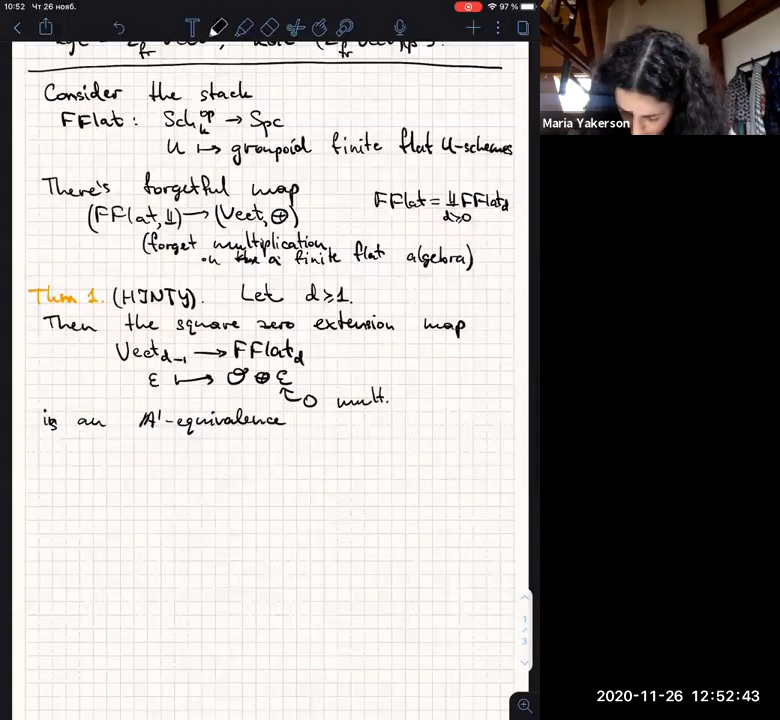 10:52 Чт 26 нояб.
97 %
Consider the stack
FFlat : Sch_k^op → Spc
U ↦ groupoid finite flat U-schemes
There's forgetful map
(FFlat, ⨿) → (Vect, ⊕)
FFlat = ⨿ FFlat_d
d≥0
(forget multiplication
on a finite flat algebra)
Thm 1. (HJNTY). Let d ≥ 1.
Then the square zero extension map
Vect_{d-1} → FFlat_d
ε ↦ O ⊕ ε
0 mult.
is an A¹-equivalence
Maria Yakerson
1
/
3
2020-11-26 12:52:43